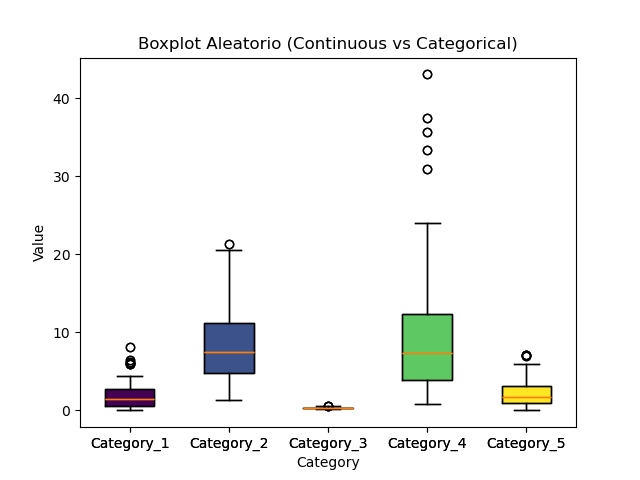 Boxplot Aleatorio (Continuous vs Categorical)
40
30
20
10
0
Value
Category_1 Category_2 Category_3 Category_4 Category_5
Category